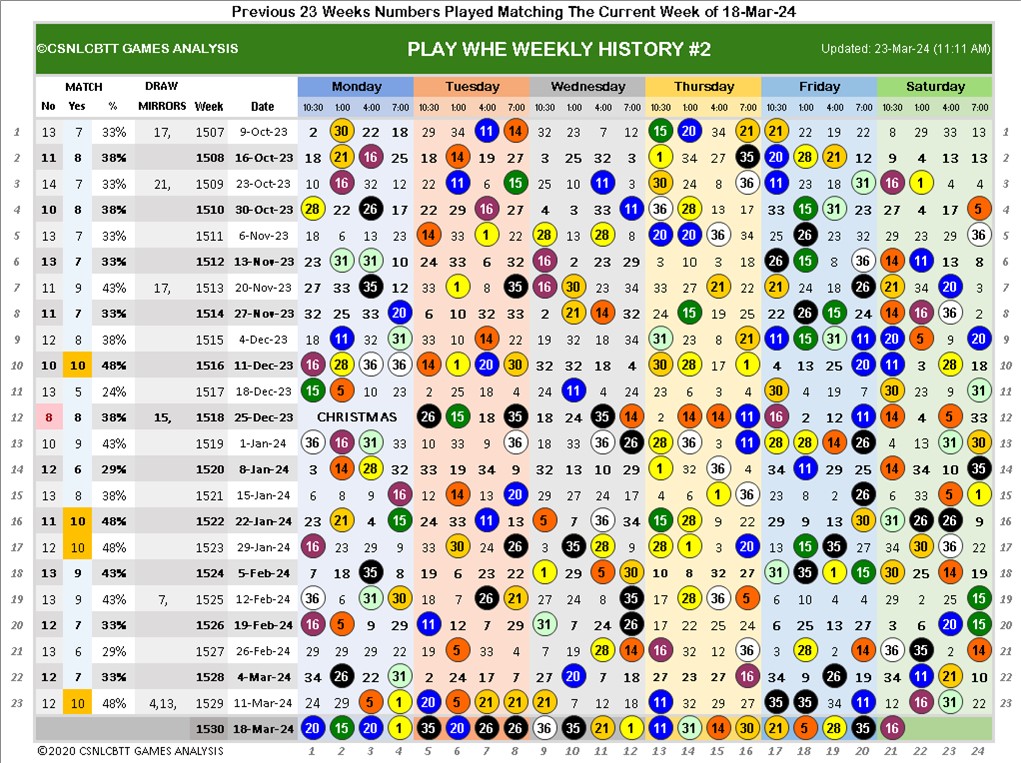 Previous 23 Weeks Numbers Played Matching The Current Week of 18-Mar-24
©CSNLCBTT GAMES ANALYSIS PLAY WHE WEEKLY HISTORY #2 Updated: 23-Mar-24 (11:11 AM)
MATCH DRAW Monday Tuesday Wednesday Thursday Friday Saturday
No Yes % MIRRORS Week Date 10:30 1:00 4:00 7:00 10:30 1:00 4:00 7:00 10:30 1:00 4:00 7:00 10:30 1:00 4:00 7:00 10:30 1:00 4:00 7:00 10:30 1:00 4:00 7:00
1 13 7 33% 17, 1507 9-Oct-23 2 30 22 18 29 34 11 14 32 23 7 12 15 20 34 21 21 22 19 22 8 29 33 13 1
2 11 8 38% 1508 16-Oct-23 18 21 16 25 18 14 19 27 3 25 32 3 1 34 27 35 20 28 21 12 9 4 13 13 2
3 14 7 33% 21, 1509 23-Oct-23 10 16 32 12 22 11 6 15 25 10 11 3 30 24 8 36 11 23 18 31 16 1 4 4 3
4 10 8 38% 1510 30-Oct-23 28 22 26 17 22 29 16 27 4 3 33 11 36 28 13 17 33 15 31 23 27 4 17 5 4
5 13 7 33% 1511 6-Nov-23 18 6 13 23 14 33 1 22 28 13 28 8 20 20 36 34 25 26 23 32 29 23 29 36 5
6 13 7 33% 1512 13-Nov-23 23 31 31 10 24 33 6 32 16 2 23 29 3 10 3 18 26 15 8 36 14 11 13 8 6
7 11 9 43% 17, 1513 20-Nov-23 27 33 35 12 33 1 8 35 16 30 23 34 33 27 21 22 21 24 18 26 21 3 20 7 7
8 11 7 33% 1514 27-Nov-23 32 25 33 20 6 10 32 33 2 21 14 32 24 15 19 25 22 26 15 28 14 16 36 2 8
9 12 8 38% 1515 4-Dec-23 18 11 32 31 33 10 14 22 19 32 18 34 31 23 8 21 11 15 31 11 20 5 9 20 9
10 10 10 48% 1516 11-Dec-23 16 28 36 36 14 1 20 30 32 32 18 4 30 28 17 1 4 13 25 20 11 3 28 18 10
11 13 5 24% 1517 18-Dec-23 15 5 10 23 2 25 18 4 24 11 4 24 6 27 22 27 30 4 19 7 30 23 9 31 11
12 8 8 38% 15, 1518 25-Dec-23 CHRISTMAS 26 15 18 35 18 24 35 14 2 14 14 11 16 2 12 11 14 4 5 33 12
13 10 9 43% 1519 1-Jan-24 36 16 31 33 10 33 9 36 18 33 36 26 28 36 3 11 28 28 14 26 4 13 31 30 13
14 12 6 29% 1520 8-Jan-24 3 14 28 32 33 19 34 9 32 13 10 29 1 32 36 4 34 11 29 25 14 34 10 35 14
15 13 8 38% 1521 15-Jan-24 6 8 9 16 12 14 13 20 29 27 24 17 4 6 1 36 23 8 2 26 6 33 5 1 15
16 11 10 48% 1522 22-Jan-24 23 21 4 15 24 33 11 13 5 7 36 34 15 28 9 22 29 9 13 30 31 22 26 9 16
17 12 10 48% 1523 29-Jan-24 16 23 29 9 33 30 24 26 3 35 28 9 28 1 3 20 13 15 35 27 34 30 36 22 17
18 13 9 43% 1524 5-Feb-24 7 18 35 8 19 6 23 22 1 29 5 30 10 8 32 27 31 35 1 15 30 25 14 19 18
19 13 9 43% 7, 1525 12-Feb-24 36 6 31 30 18 7 26 21 27 24 8 35 17 28 36 5 6 10 4 4 29 2 25 15 19
20 12 7 33% 1526 19-Feb-24 16 5 9 29 11 12 7 29 31 7 24 26 17 22 25 24 6 25 13 27 3 6 20 15 20
21 13 6 29% 1527 26-Feb-24 29 29 29 22 19 5 33 4 7 9 28 14 16 32 12 36 3 28 2 14 36 35 2 14 21
22 12 7 33% 1528 4-Mar-24 34 26 22 31 34 22 29 29 27 20 7 18 27 23 27 16 34 9 26 32 22 11 21 10 22
23 12 10 48% 4,13, 1529 11-Mar-24 24 29 5 1 20 5 21 21 21 7 12 18 11 32 29 27 35 35 34 11 22 16 31 22 23
1530 18-Mar-24 20 15 20 1 35 20 26 26 36 35 21 1 11 31 14 30 21 5 28 35 16
©2020 CSNLCBTT GAMES ANALYSIS 1 2 3 4 5 6 7 8 9 10 11 12 13 14 15 16 17 18 19 20 21 22 23 24